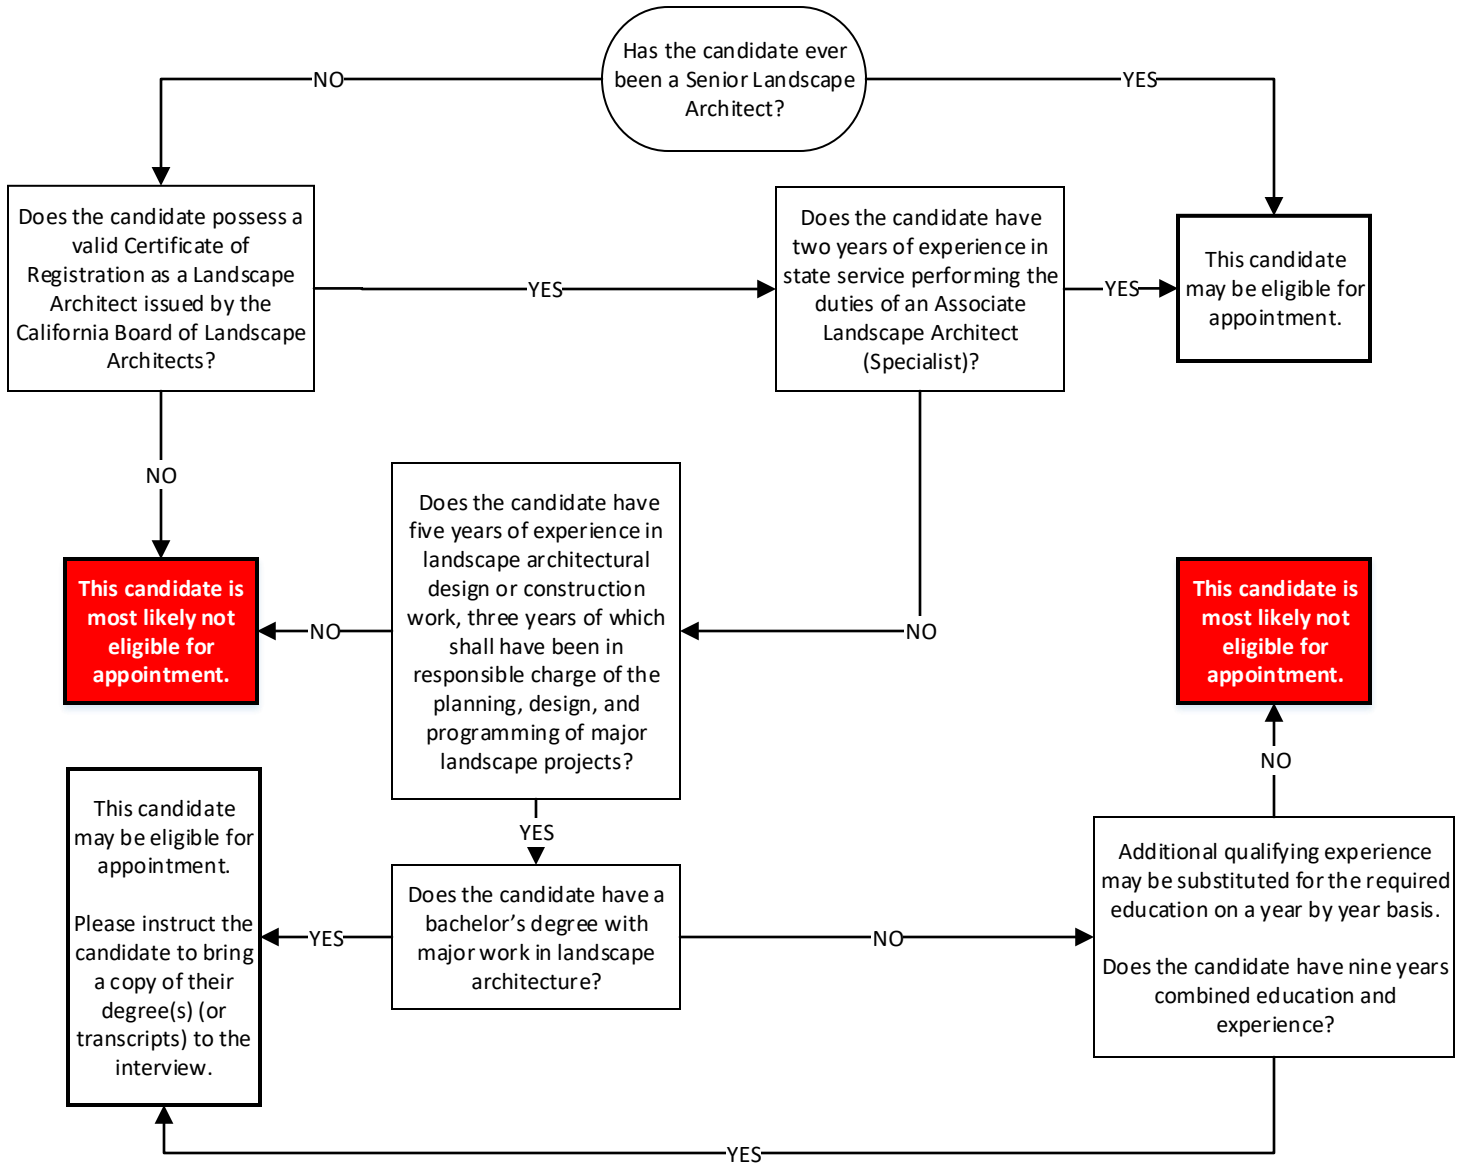 Has the candidate ever
been a Senior Landscape
Architect?
NO
YES
Does the candidate possess a
valid Certificate of
Registration as a Landscape
Architect issued by the
California Board of Landscape
Architects?
YES
Does the candidate have
two years of experience in
state service performing the
duties of an Associate
Landscape Architect
(Specialist)?
YES
This candidate
may be eligible for
appointment.
NO
Does the candidate have
five years of experience in
landscape architectural
design or construction
work, three years of which
shall have been in
responsible charge of the
planning, design, and
programming of major
landscape projects?
NO
NO
This candidate is
most likely not
eligible for
appointment.
This candidate is
most likely not
eligible for
appointment.
NO
YES
This candidate
may be eligible for
appointment.
Please instruct the
candidate to bring
a copy of their
degree(s) (or
transcripts) to the
interview.
YES
Does the candidate have a
bachelor's degree with
major work in landscape
architecture?
NO
Additional qualifying experience
may be substituted for the required
education on a year by year basis.
Does the candidate have nine years
combined education and
experience?
YES